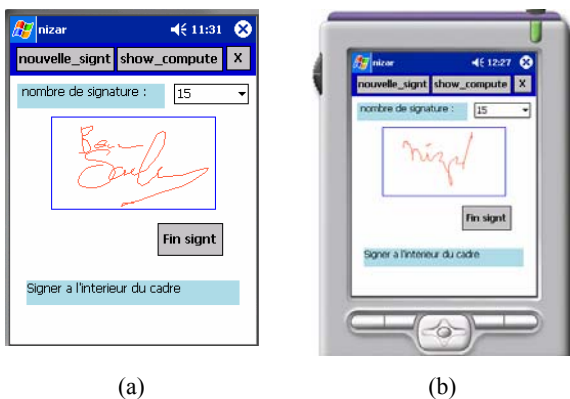 nizar 11:31
nouvelle_signt show_compute X
nombre de signature : 15
Fin signt
Signer a l'interieur du cadre
(a)
nizar 12:27
nouvelle_signt show_compute X
nombre de signature : 15
nizar
Fin signt
Signer a l'interieur du cadre
(b)